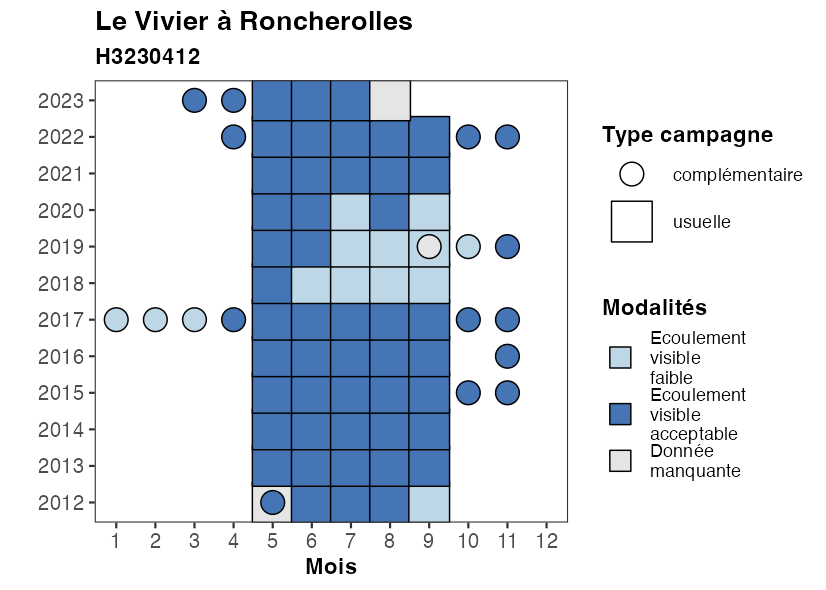 Le Vivier à Roncherolles
H3230412
2023
2022
2021
2020
2019
2018
2017
2016
2015
2014
2013
2012
1 2 3 4 5 6 7 8 9 10 11 12
Mois
Type campagne
complémentaire
usuelle
Modalités
Ecoulement
visible
faible
Ecoulement
visible
acceptable
Donnée
manquante